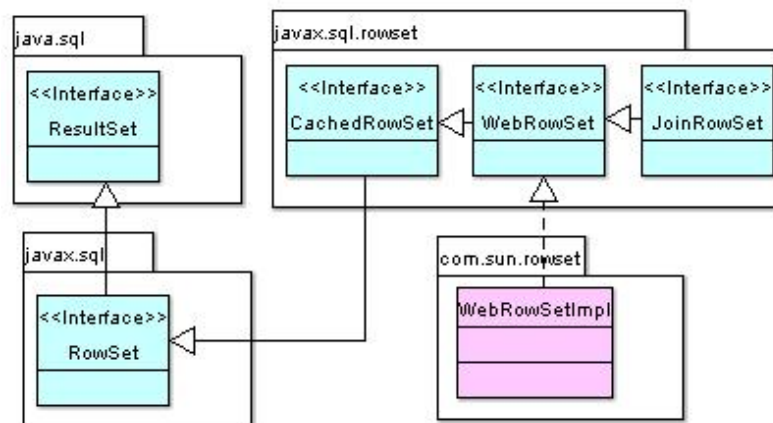 java.sql
<<Interface>>
ResultSet
javax.sql.rowset
<<Interface>>
CachedRowSet
<<Interface>>
WebRowSet
<<Interface>>
JoinRowSet
javax.sql
<<Interface>>
RowSet
com.sun.rowset
WebRowSetImpl